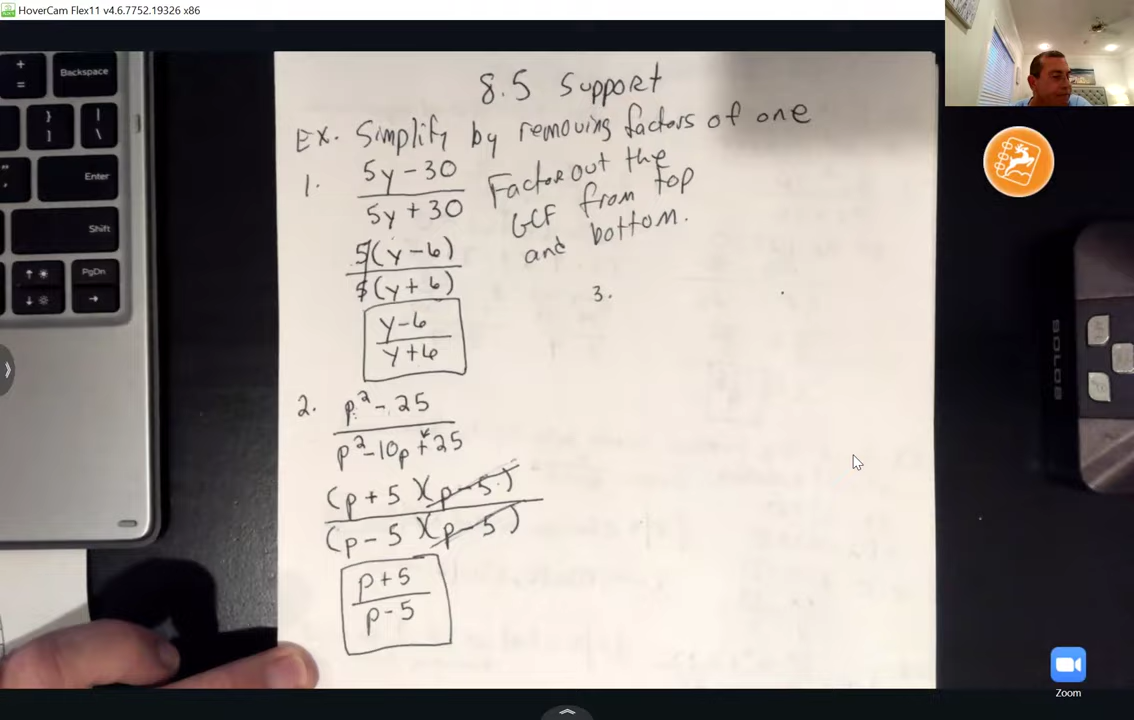 HoverCam Flex11 v4.6.7752.19326 x86
8.5 Support
Ex. Simplify by removing factors of one
1. 5y - 30
5y + 30
Factor out the
GCF from top
and bottom.
5(y - 6)
5(y + 6)
y - 6
y + 6
3.
2. p² - 25
p² - 10p + 25
(p + 5)(p - 5)
(p - 5)(p - 5)
p + 5
p - 5
+
=
Backspace
}
]
|
\
"
Enter
Shift
PgDn
Zoom